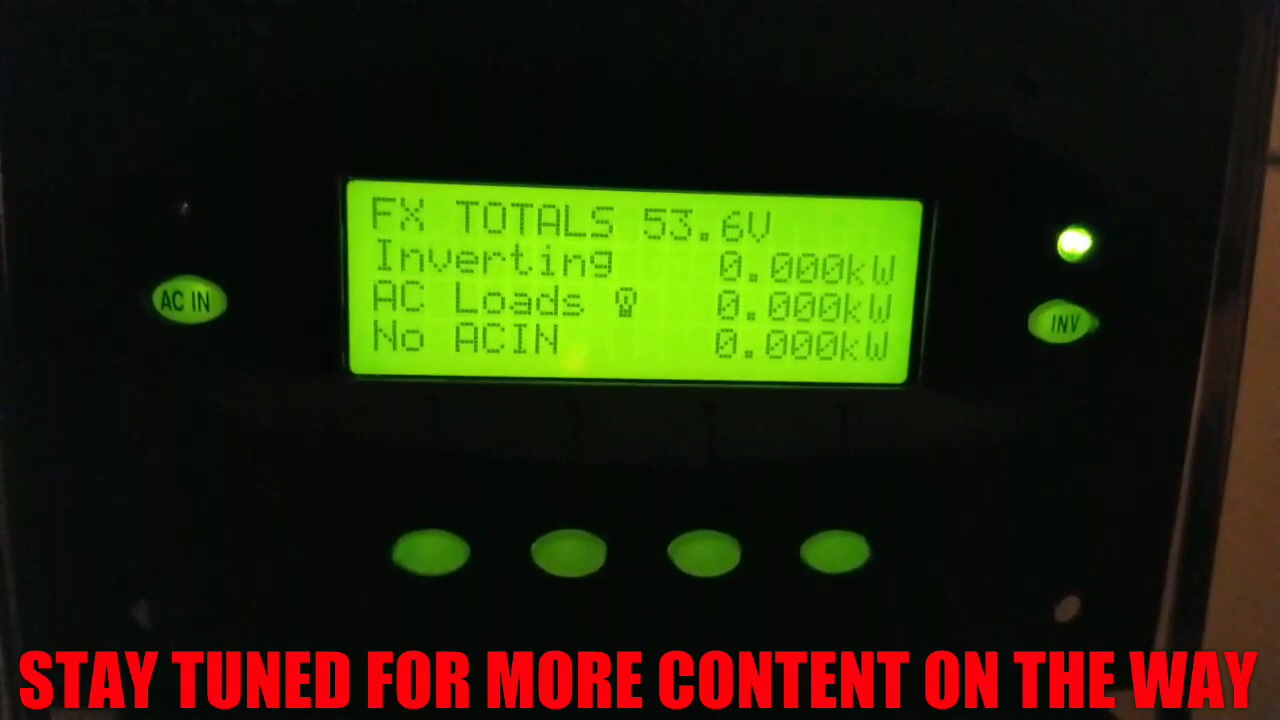 FX TOTALS 53.6V
Inverting 0.000kW
AC Loads 0.000kW
No ACIN 0.000kW
AC IN
INV
STAY TUNED FOR MORE CONTENT ON THE WAY